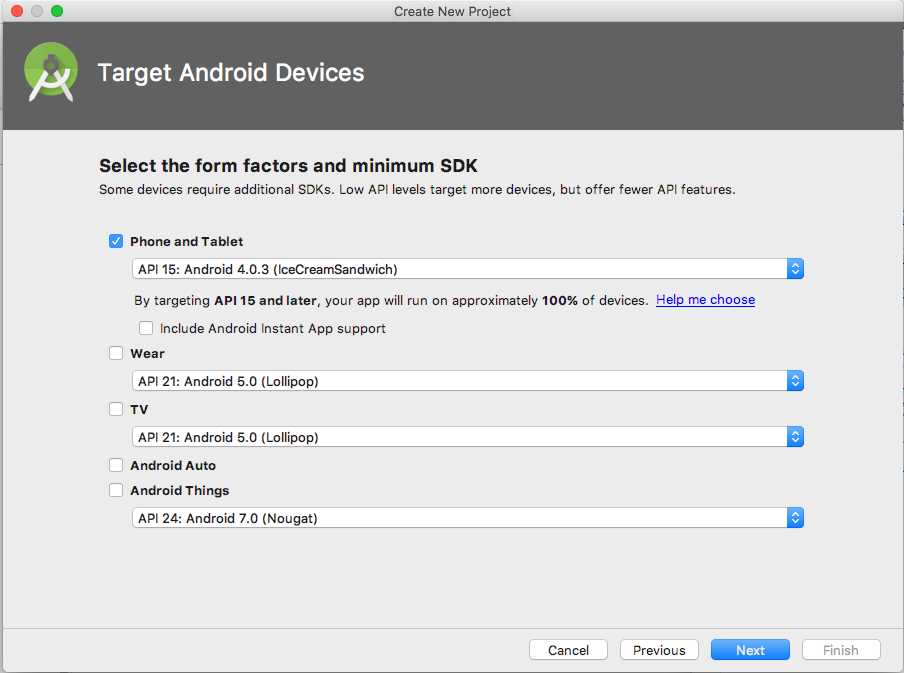 Create New Project
Target Android Devices
Select the form factors and minimum SDK
Some devices require additional SDKs. Low API levels target more devices, but offer fewer API features.
Phone and Tablet
API 15: Android 4.0.3 (IceCreamSandwich)
By targeting API 15 and later, your app will run on approximately 100% of devices. Help me choose
Include Android Instant App support
Wear
API 21: Android 5.0 (Lollipop)
TV
API 21: Android 5.0 (Lollipop)
Android Auto
Android Things
API 24: Android 7.0 (Nougat)
Cancel Previous Next Finish